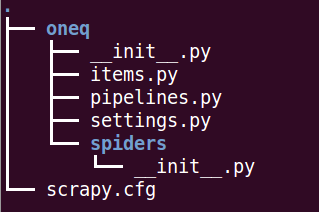 .
oneq
__init__.py
items.py
pipelines.py
settings.py
spiders
__init__.py
scrapy.cfg